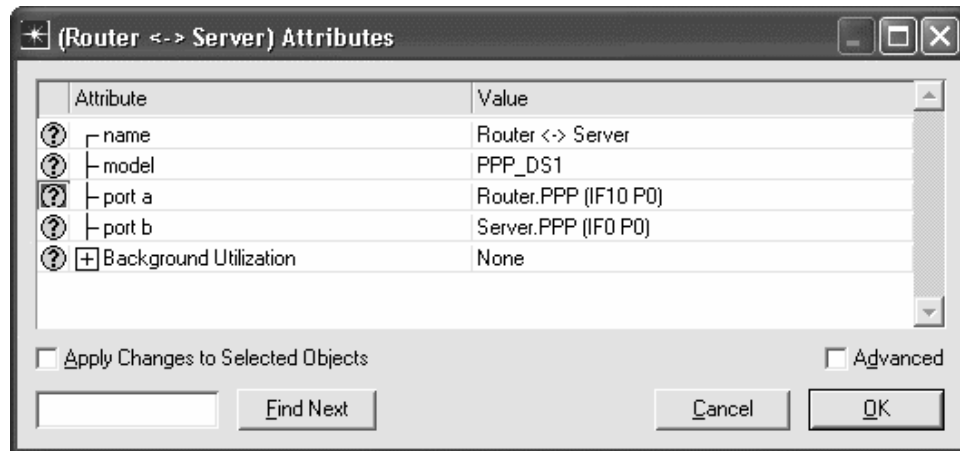 (Router <-> Server) Attributes
Attribute Value
name Router <-> Server
model PPP_DS1
port a Router.PPP (IF10 P0)
port b Server.PPP (IF0 P0)
Background Utilization None
Apply Changes to Selected Objects Advanced
Find Next Cancel OK